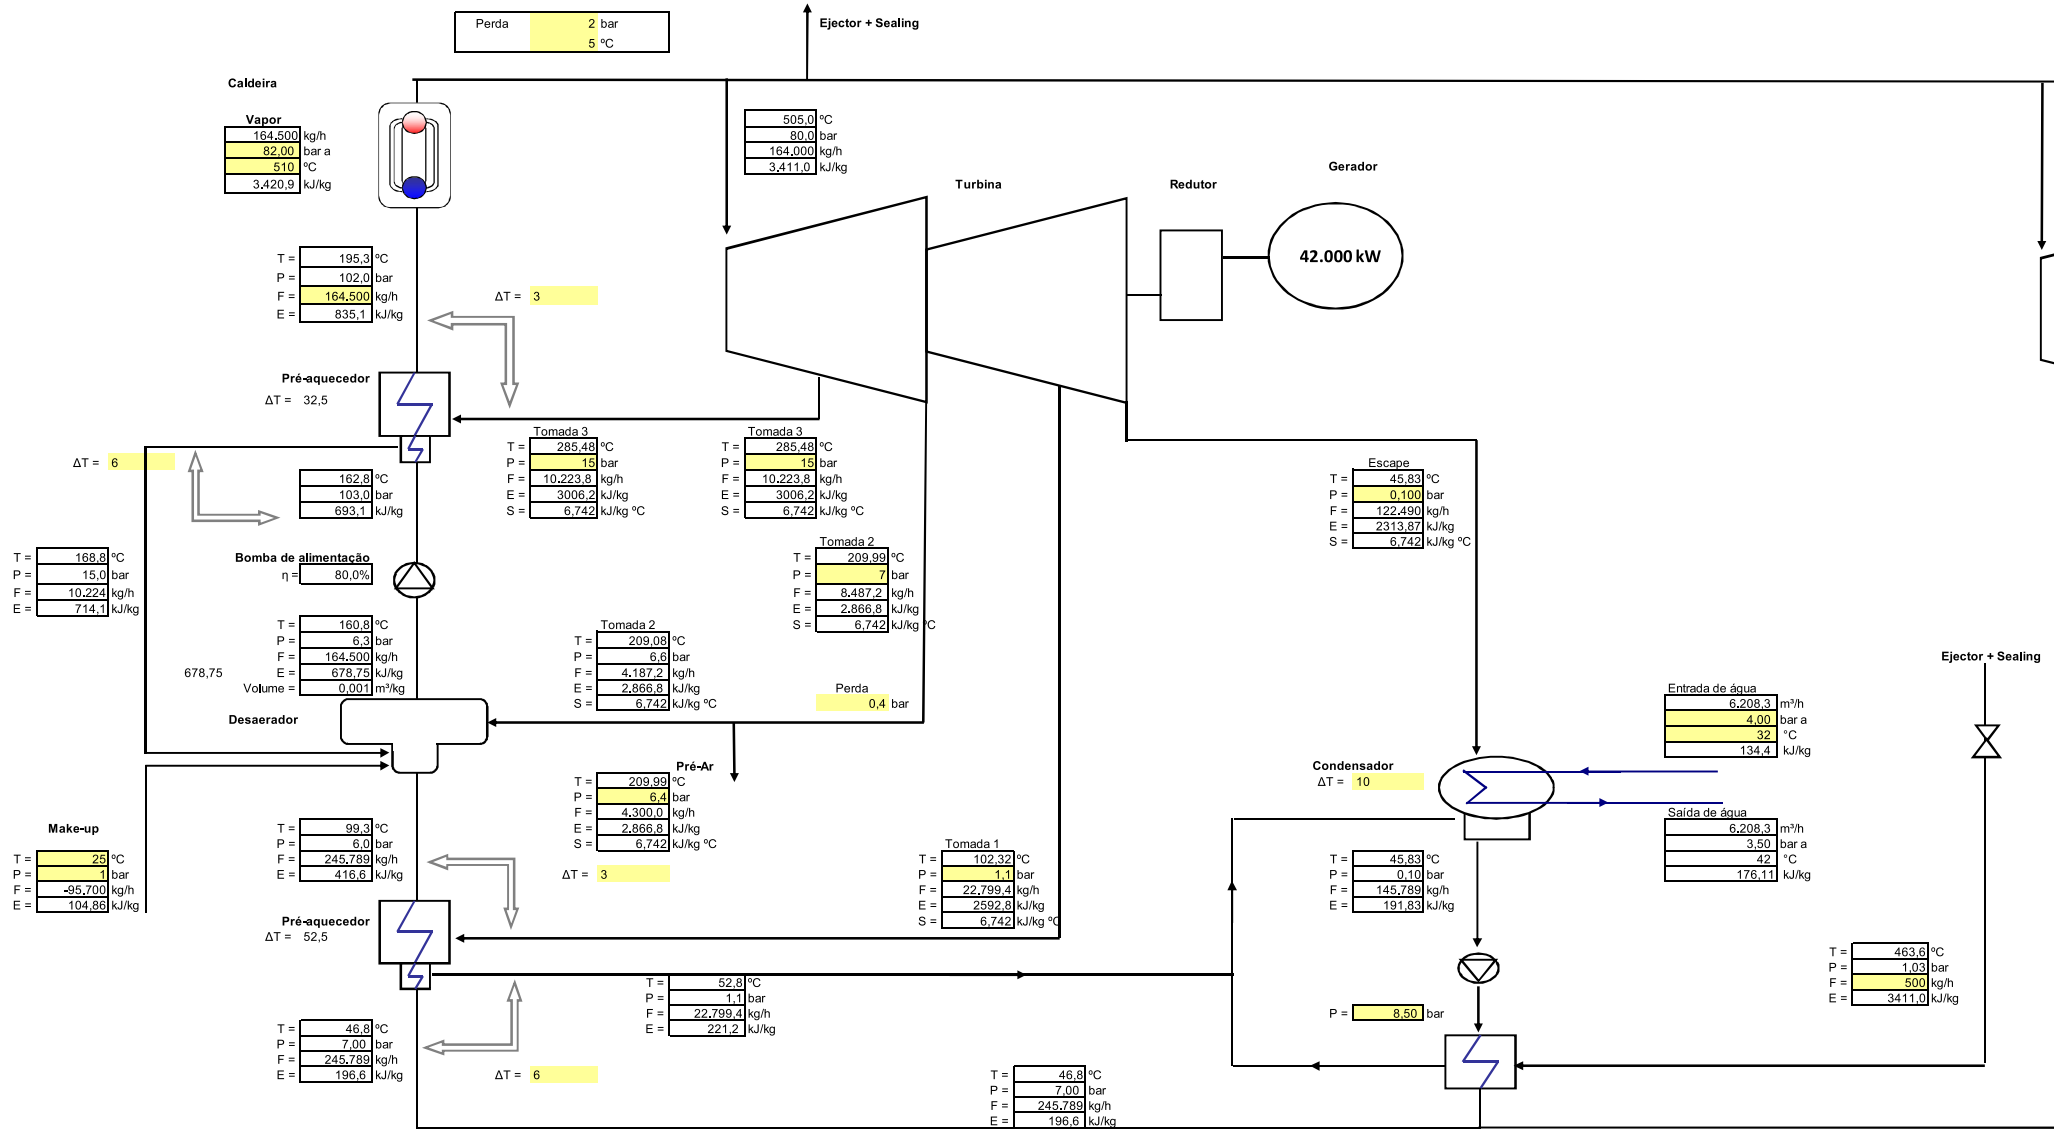 Perda 2 bar
5 ºC
Ejector + Sealing
Caldeira
Vapor
164.500 kg/h
82,00 bar a
510 ºC
3.420,9 kJ/kg
505,0 ºC
80,0 bar
164.000 kg/h
3.411,0 kJ/kg
Turbina
Redutor
Gerador
42.000 kW
T = 195,3 ºC
P = 102,0 bar
F = 164.500 kg/h
E = 835,1 kJ/kg
ΔT = 3
Pré-aquecedor
ΔT = 32,5
ΔT = 6
162,8 ºC
103,0 bar
693,1 kJ/kg
Tomada 3
T = 285,48 ºC
P = 15 bar
F = 10.223,8 kg/h
E = 3006,2 kJ/kg
S = 6,742 kJ/kg ºC
Tomada 3
T = 285,48 ºC
P = 15 bar
F = 10.223,8 kg/h
E = 3006,2 kJ/kg
S = 6,742 kJ/kg ºC
Escape
T = 45,83 ºC
P = 0,100 bar
F = 122.490 kg/h
E = 2313,87 kJ/kg
S = 6,742 kJ/kg ºC
T = 168,8 ºC
P = 15,0 bar
F = 10.224 kg/h
E = 714,1 kJ/kg
Bomba de alimentação
η = 80,0%
Tomada 2
T = 209,99 ºC
P = 7 bar
F = 8.487,2 kg/h
E = 2.866,8 kJ/kg
S = 6,742 kJ/kg ºC
T = 160,8 ºC
P = 6,3 bar
F = 164.500 kg/h
678,75 E = 678,75 kJ/kg
Volume = 0,001 m³/kg
Tomada 2
T = 209,08 ºC
P = 6,6 bar
F = 4.187,2 kg/h
E = 2.866,8 kJ/kg
S = 6,742 kJ/kg ºC
Perda
0,4 bar
Desaerador
Ejector + Sealing
Entrada de água
6.208,3 m³/h
4,00 bar a
32 °C
134,4 kJ/kg
Condensador
ΔT = 10
Pré-Ar
T = 209,99 ºC
P = 6,4 bar
F = 4.300,0 kg/h
E = 2.866,8 kJ/kg
S = 6,742 kJ/kg ºC
ΔT = 3
Saída de água
6.208,3 m³/h
3,50 bar a
42 °C
176,11 kJ/kg
Make-up
T = 25 ºC
P = 1 bar
F = -95.700 kg/h
E = 104,86 kJ/kg
T = 99,3 ºC
P = 6,0 bar
F = 245.789 kg/h
E = 416,6 kJ/kg
Tomada 1
T = 102,32 ºC
P = 1,1 bar
F = 22.799,4 kg/h
E = 2592,8 kJ/kg
S = 6,742 kJ/kg ºC
T = 45,83 ºC
P = 0,10 bar
F = 145.789 kg/h
E = 191,83 kJ/kg
Pré-aquecedor
ΔT = 52,5
T = 463,6 ºC
P = 1,03 bar
F = 500 kg/h
E = 3411,0 kJ/kg
T = 52,8 ºC
P = 1,1 bar
F = 22.799,4 kg/h
E = 221,2 kJ/kg
P = 8,50 bar
T = 46,8 ºC
P = 7,00 bar
F = 245.789 kg/h
E = 196,6 kJ/kg
ΔT = 6
T = 46,8 ºC
P = 7,00 bar
F = 245.789 kg/h
E = 196,6 kJ/kg